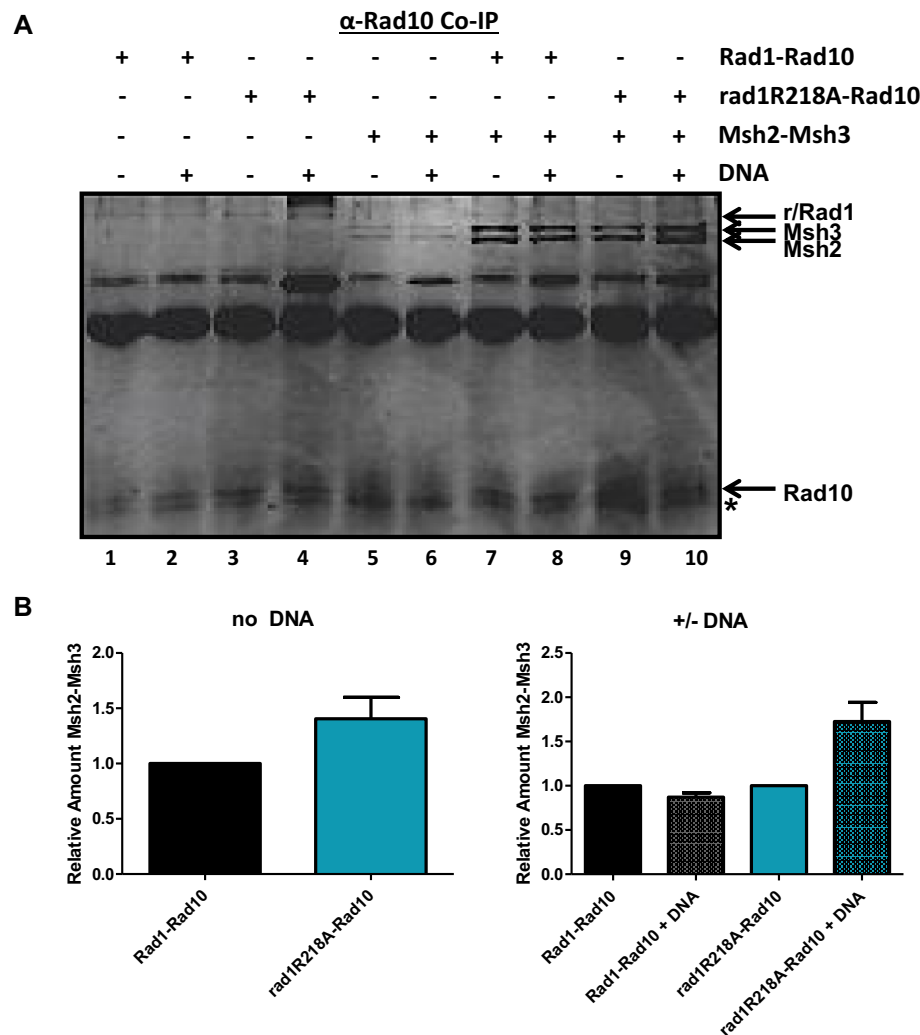 A
α-Rad10 Co-IP
+ + - - - - + + - - Rad1-Rad10
- - + + - - - - + + rad1R218A-Rad10
- - - - + + + + + + Msh2-Msh3
- + - + - + - + - + DNA
r/Rad1
Msh3
Msh2
Rad10
*
1 2 3 4 5 6 7 8 9 10
B
no DNA
Relative Amount Msh2-Msh3
2.0
1.5
1.0
0.5
0.0
Rad1-Rad10
rad1R218A-Rad10
+/- DNA
Relative Amount Msh2-Msh3
2.5
2.0
1.5
1.0
0.5
0.0
Rad1-Rad10
Rad1-Rad10 + DNA
rad1R218A-Rad10
rad1R218A-Rad10 + DNA